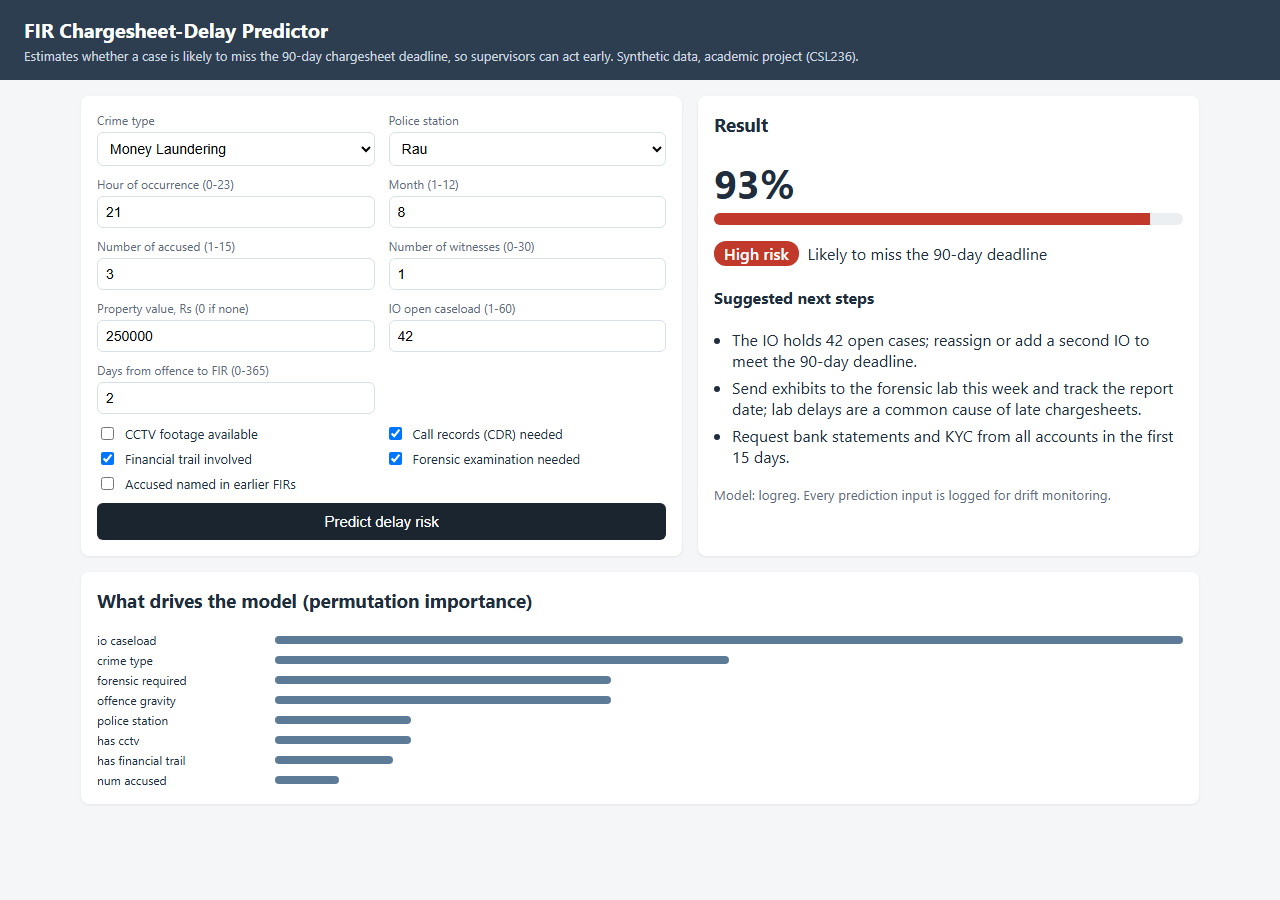 FIR Chargesheet-Delay Predictor
Estimates whether a case is likely to miss the 90-day chargesheet deadline, so supervisors can act early. Synthetic data, academic project (CSL236).
Crime type
Money Laundering
Police station
Rau
Hour of occurrence (0-23)
21
Month (1-12)
8
Number of accused (1-15)
3
Number of witnesses (0-30)
1
Property value, Rs (0 if none)
250000
IO open caseload (1-60)
42
Days from offence to FIR (0-365)
2
CCTV footage available
Call records (CDR) needed
Financial trail involved
Forensic examination needed
Accused named in earlier FIRs
Predict delay risk
Result
93%
High risk Likely to miss the 90-day deadline
Suggested next steps
The IO holds 42 open cases; reassign or add a second IO to
meet the 90-day deadline.
Send exhibits to the forensic lab this week and track the report
date; lab delays are a common cause of late chargesheets.
Request bank statements and KYC from all accounts in the first
15 days.
Model: logreg. Every prediction input is logged for drift monitoring.
What drives the model (permutation importance)
io caseload
crime type
forensic required
offence gravity
police station
has cctv
has financial trail
num accused